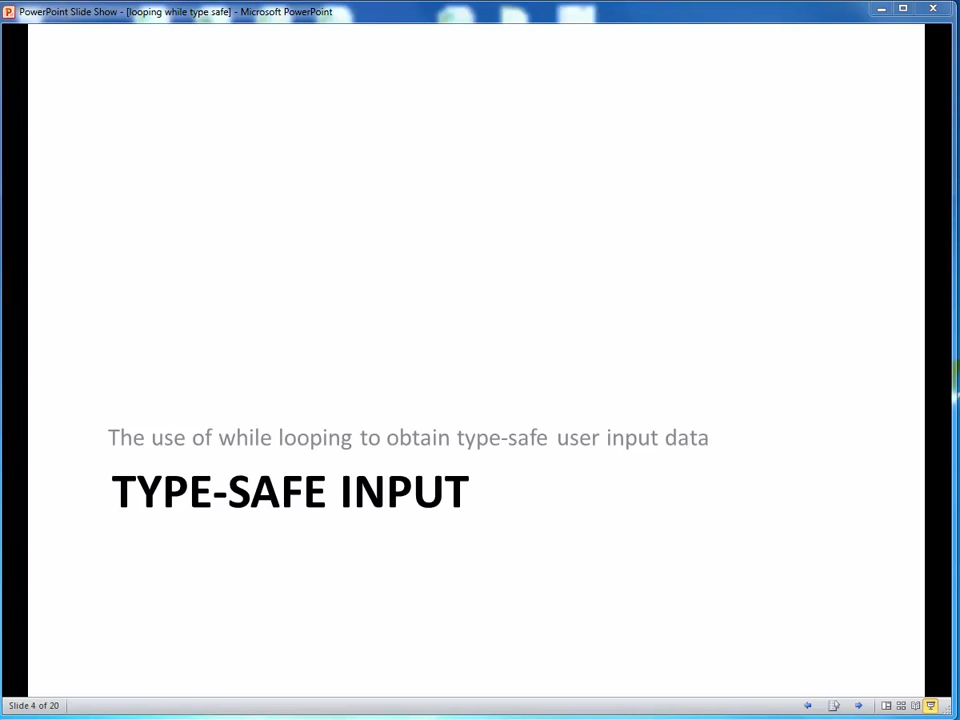 PowerPoint Slide Show - [looping while type safe] - Microsoft PowerPoint
The use of while looping to obtain type-safe user input data
TYPE-SAFE INPUT
Slide 4 of 20